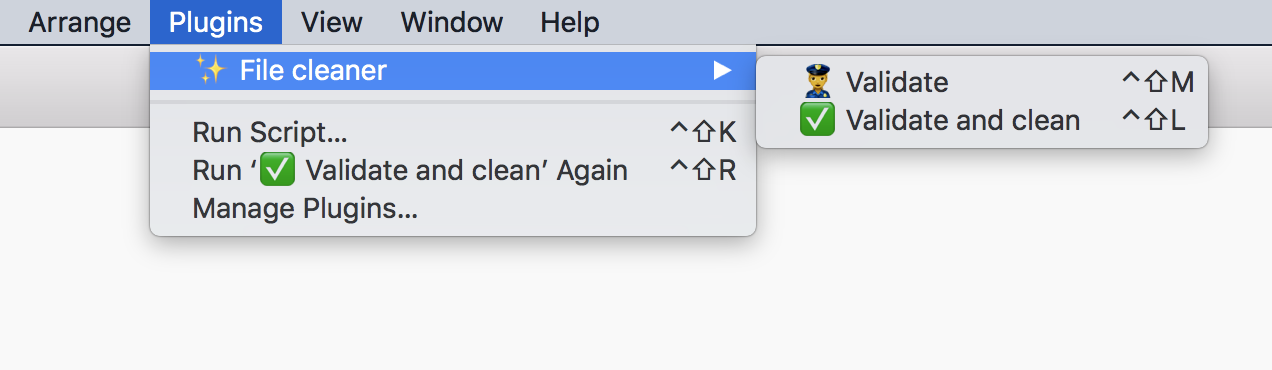 Arrange Plugins View Window Help
✨ File cleaner ▶
👮 Validate ⌃⇧M
✅ Validate and clean ⌃⇧L
Run Script... ⌃⇧K
Run ‘✅ Validate and clean’ Again ⌃⇧R
Manage Plugins...